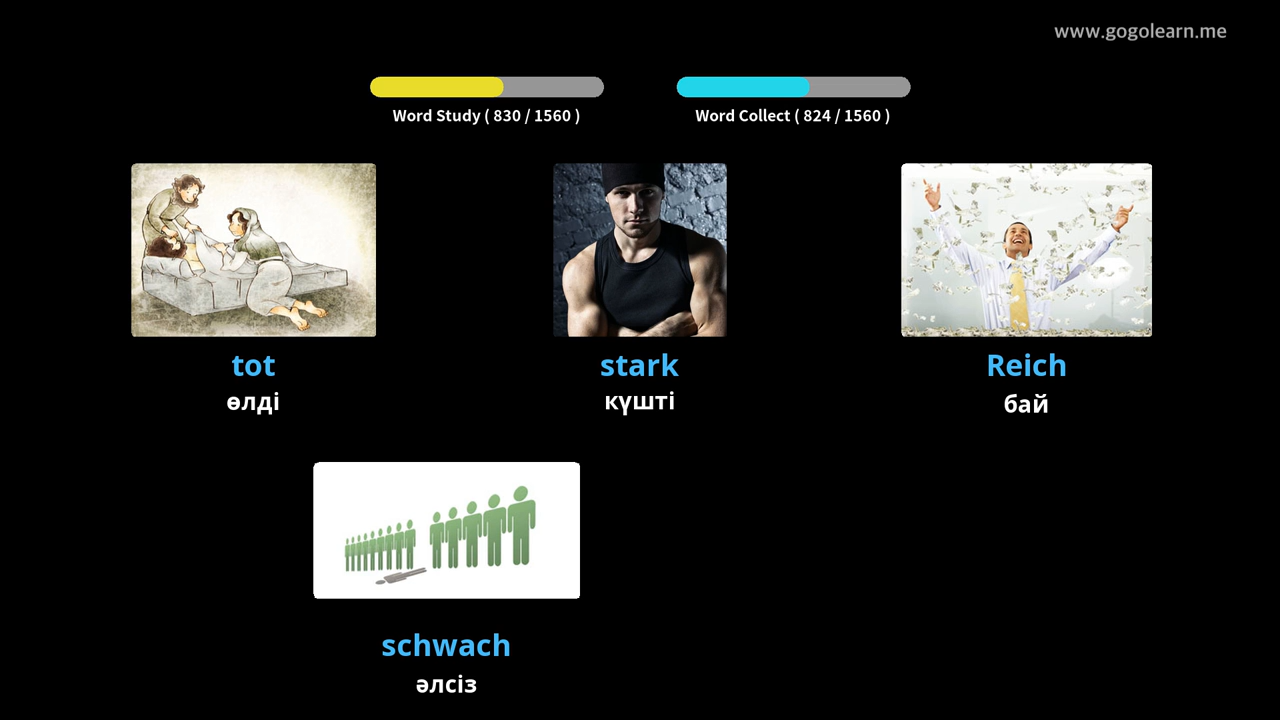 www.gogolearn.me
Word Study ( 830 / 1560 )
Word Collect ( 824 / 1560 )
tot
өлді
stark
күшті
Reich
бай
schwach
әлсіз